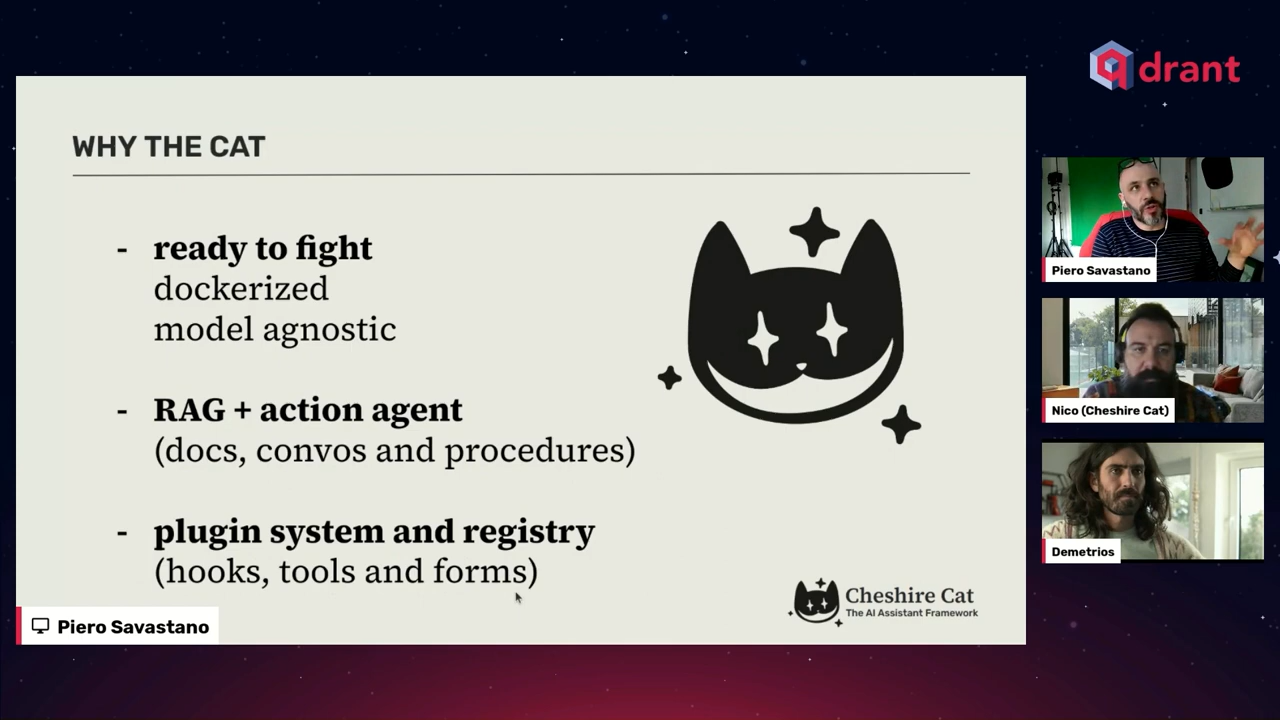 qdrant
WHY THE CAT
- ready to fight
dockerized
model agnostic
- RAG + action agent
(docs, convos and procedures)
- plugin system and registry
(hooks, tools and forms)
Cheshire Cat
The AI Assistant Framework
Piero Savastano
Piero Savastano
Nico (Cheshire Cat)
Demetrios